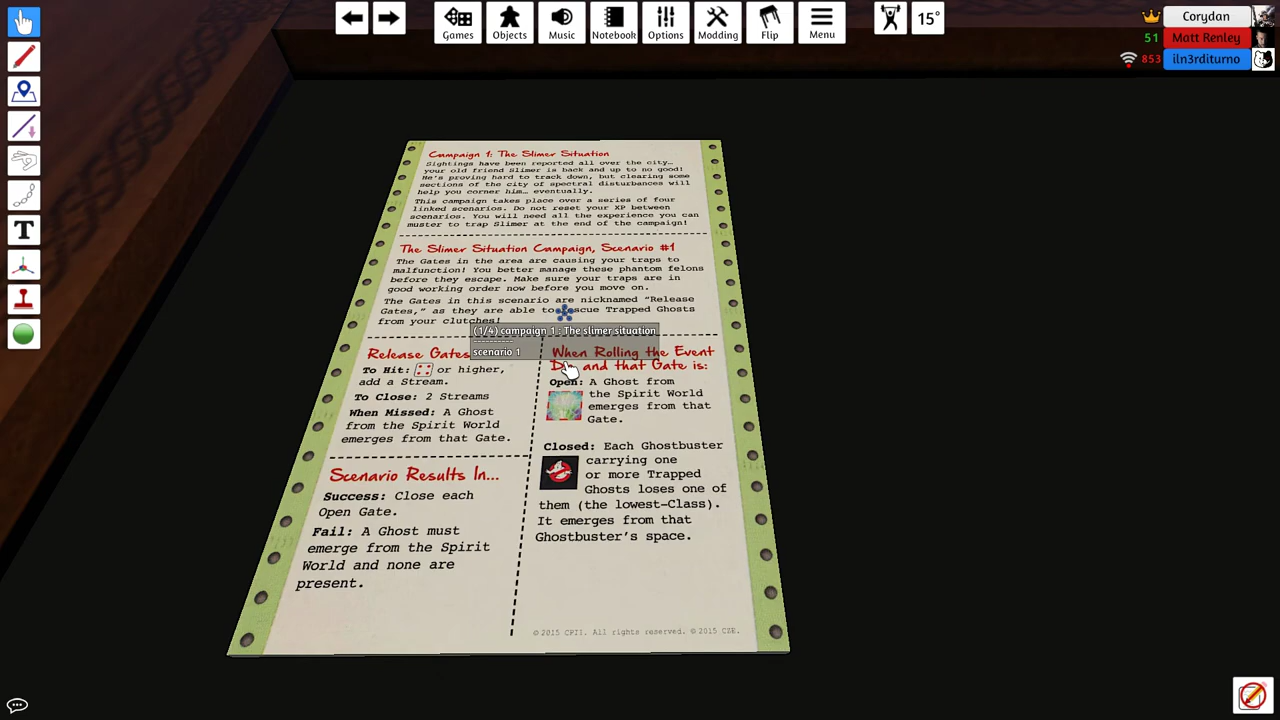 Games
Objects
Music
Notebook
Options
Modding
Flip
Menu
15°
Corydan
51
Matt Renley
853
iln3rditurno
Campaign 1: The Slimer Situation
Sightings have been reported all over the city…
your old friend Slimer is back and up to no good!
He's proving hard to track down, but clearing some
sections of the city of spectral disturbances will
help you corner him… eventually.
This campaign takes place over a series of four
linked scenarios. Do not reset your XP between
scenarios. You will need all the experience you can
muster to trap Slimer at the end of the campaign!
The Slimer Situation Campaign, Scenario #1
The Gates in the area are causing your traps to
malfunction! You better manage these phantom felons
before they escape. Make sure your traps are in
good working order now before you move on.
The Gates in this scenario are nicknamed "Release
Gates," as they are able to rescue Trapped Ghosts
from your clutches!
(1/4) campaign 1 : The slimer situation
----------
scenario 1
Release Gates
To Hit: or higher,
add a Stream.
To Close: 2 Streams
When Missed: A Ghost
from the Spirit World
emerges from that Gate.
Scenario Results In...
Success: Close each
Open Gate.
Fail: A Ghost must
emerge from the Spirit
World and none are
present.
When Rolling the Event
Die and that Gate is:
Open: A Ghost from
the Spirit World
emerges from that
Gate.
Closed: Each Ghostbuster
carrying one
or more Trapped
Ghosts loses one of
them (the lowest-Class).
It emerges from that
Ghostbuster's space.
© 2015 CPII. All rights reserved. © 2015 CZE.